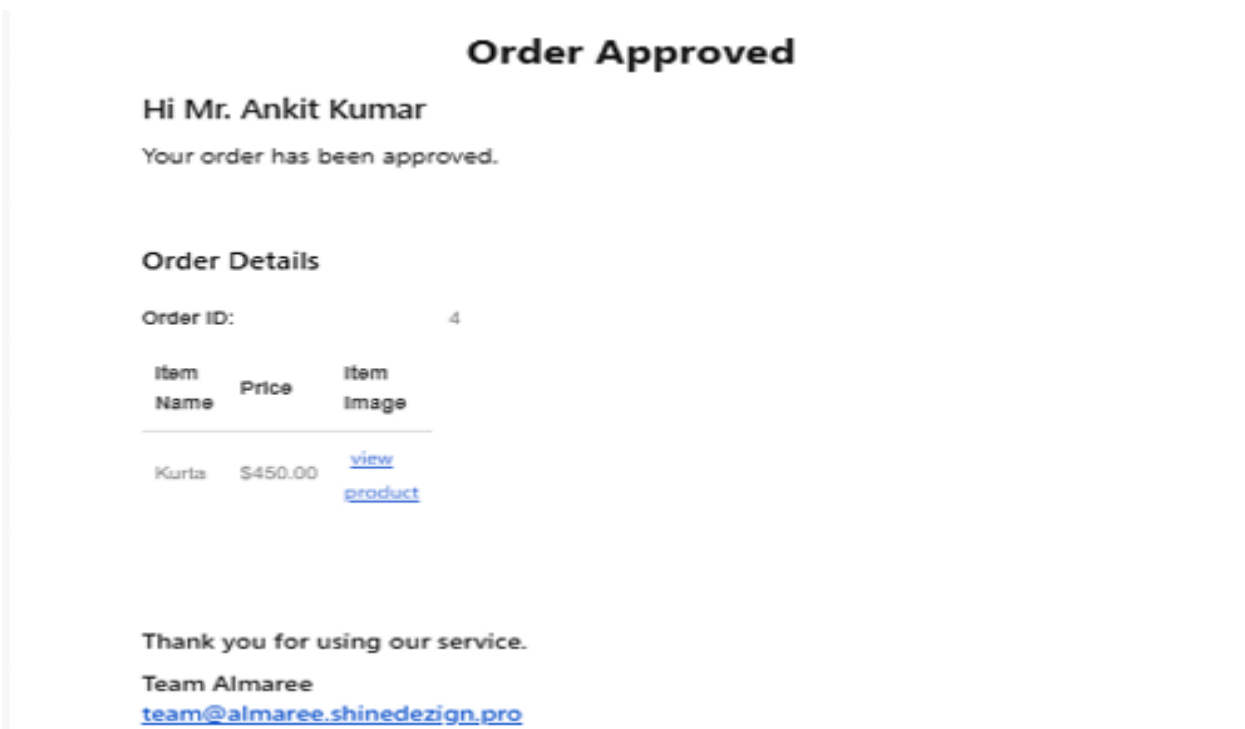 Order Approved
Hi Mr. Ankit Kumar
Your order has been approved.
Order Details
Order ID: 4
Item Name Price Item Image
Kurta $450.00 view product
Thank you for using our service.
Team Almaree
team@almaree.shinedezign.pro